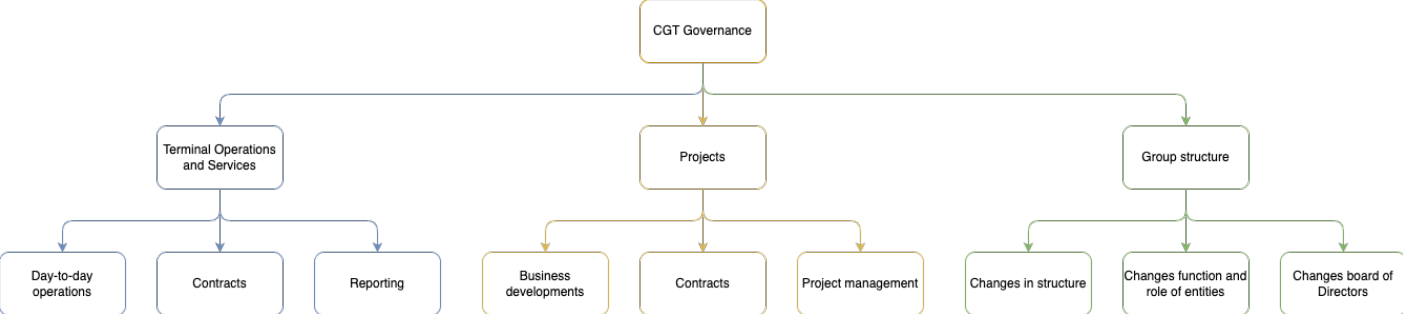 CGT Governance
Terminal Operations
and Services
Projects
Group structure
Day-to-day
operations
Contracts
Reporting
Business
developments
Contracts
Project management
Changes in structure
Changes function and
role of entities
Changes board of
Directors